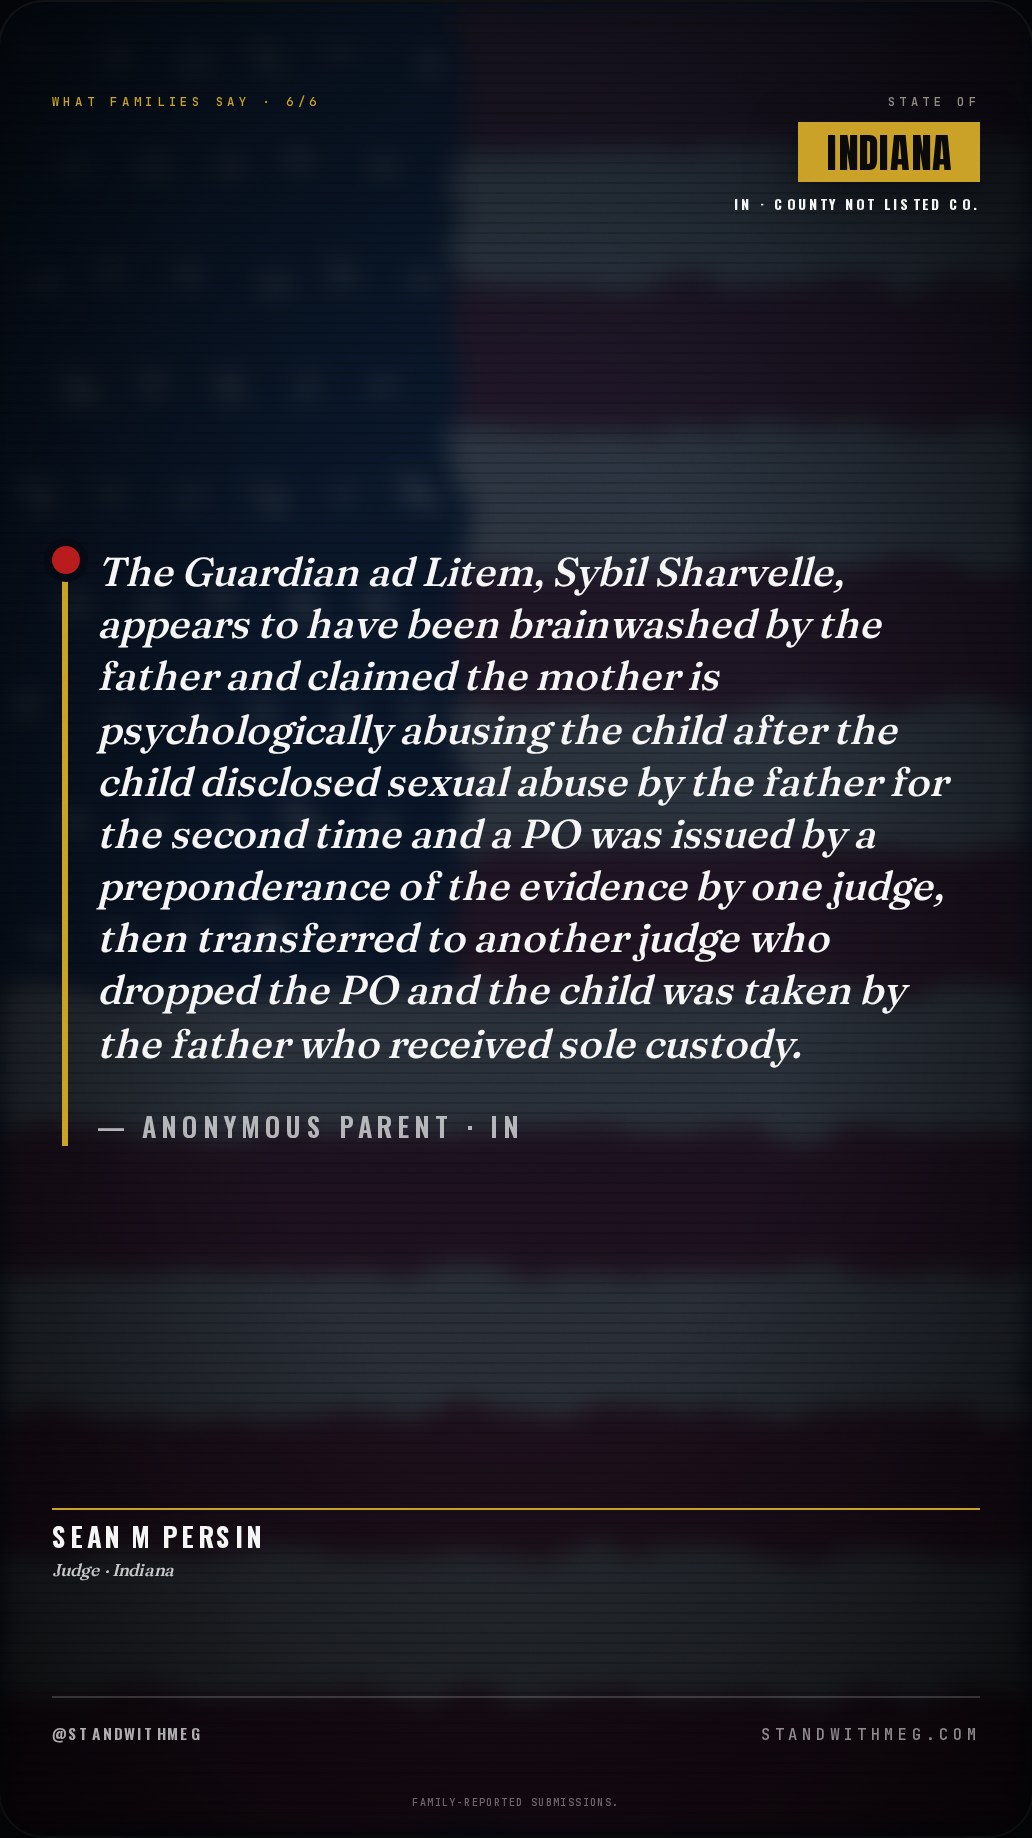 WHAT FAMILIES SAY · 6/6
STATE OF
INDIANA
IN · COUNTY NOT LISTED CO.
The Guardian ad Litem, Sybil Sharvelle,
appears to have been brainwashed by the
father and claimed the mother is
psychologically abusing the child after the
child disclosed sexual abuse by the father for
the second time and a PO was issued by a
preponderance of the evidence by one judge,
then transferred to another judge who
dropped the PO and the child was taken by
the father who received sole custody.
— ANONYMOUS PARENT · IN
SEAN M PERSIN
Judge · Indiana
@STANDWITHMEG
STANDWITHMEG.COM
FAMILY-REPORTED SUBMISSIONS.